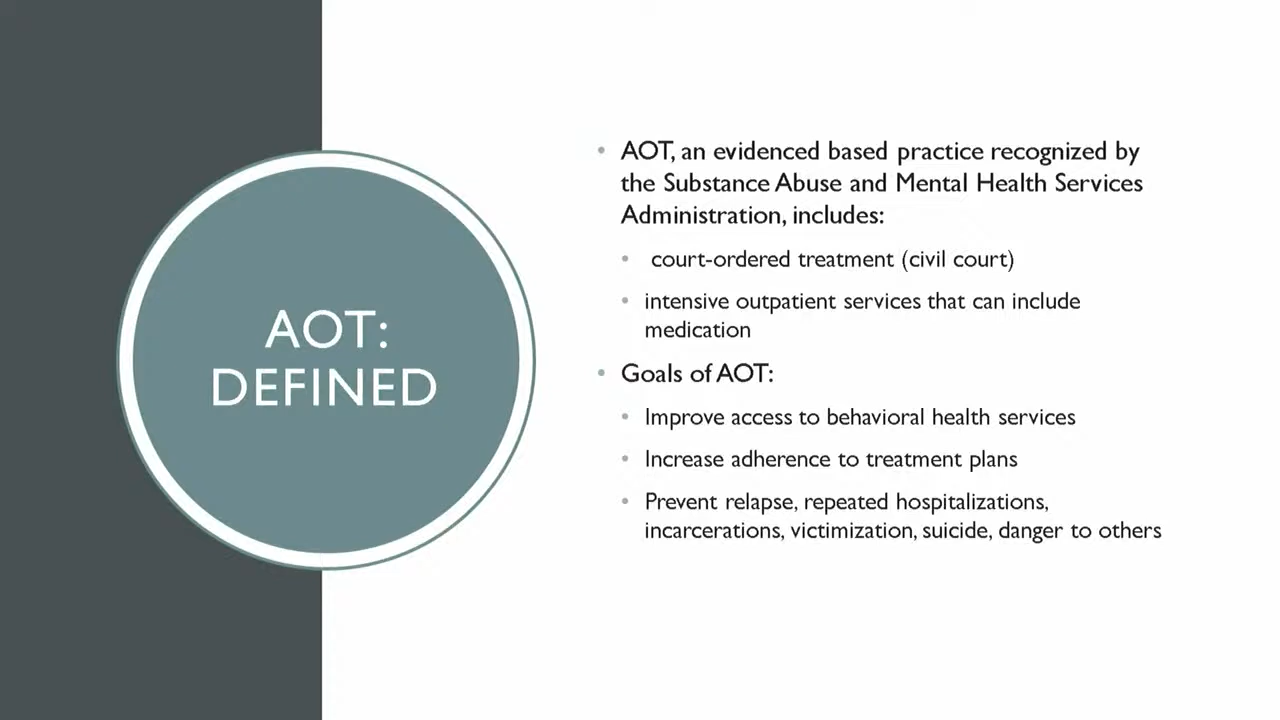 AOT:
DEFINED
• AOT, an evidenced based practice recognized by
the Substance Abuse and Mental Health Services
Administration, includes:
• court-ordered treatment (civil court)
• intensive outpatient services that can include
medication
• Goals of AOT:
• Improve access to behavioral health services
• Increase adherence to treatment plans
• Prevent relapse, repeated hospitalizations,
incarcerations, victimization, suicide, danger to others